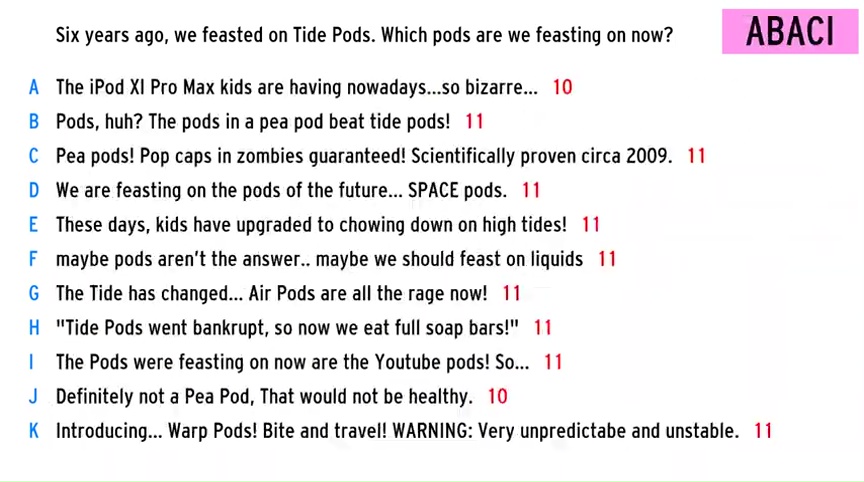 Six years ago, we feasted on Tide Pods. Which pods are we feasting on now?
ABACI
A The iPod XI Pro Max kids are having nowadays...so bizarre... 10
B Pods, huh? The pods in a pea pod beat tide pods! 11
C Pea pods! Pop caps in zombies guaranteed! Scientifically proven circa 2009. 11
D We are feasting on the pods of the future... SPACE pods. 11
E These days, kids have upgraded to chowing down on high tides! 11
F maybe pods aren't the answer.. maybe we should feast on liquids 11
G The Tide has changed... Air Pods are all the rage now! 11
H "Tide Pods went bankrupt, so now we eat full soap bars!" 11
I The Pods were feasting on now are the Youtube pods! So... 11
J Definitely not a Pea Pod, That would not be healthy. 10
K Introducing... Warp Pods! Bite and travel! WARNING: Very unpredictabe and unstable. 11